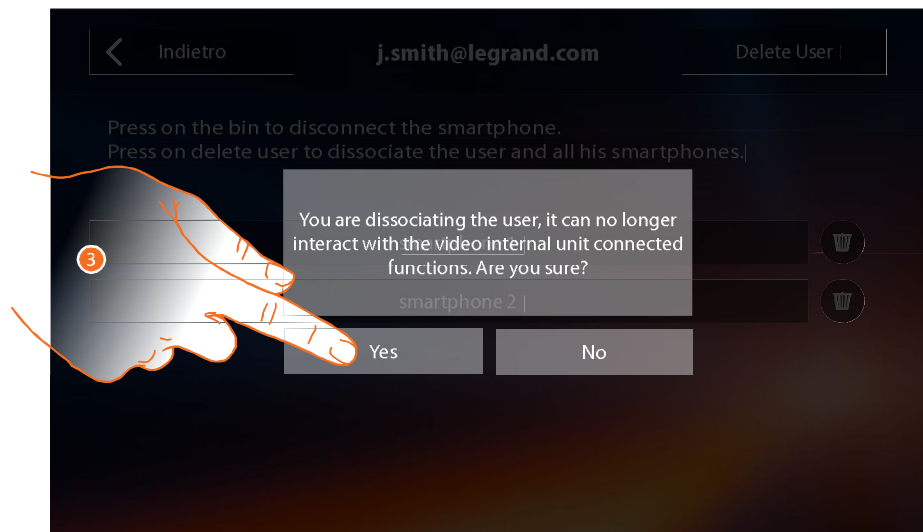 Indietro
j.smith@legrand.com
Delete User
Press on the bin to disconnect the smartphone.
Press on delete user to dissociate the user and all his smartphones.
You are dissociating the user, it can no longer
interact with the video internal unit connected
functions. Are you sure?
3
smartphone 2
Yes
No